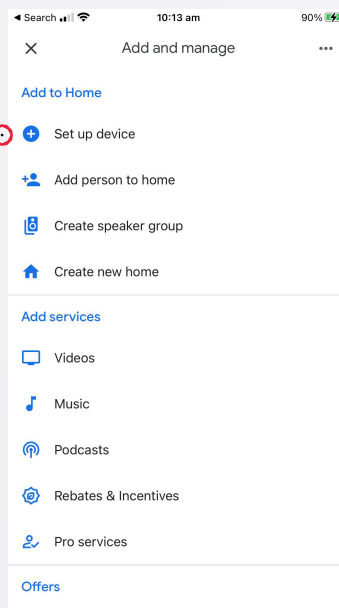 Search 10:13 am 90%
Add and manage
Add to Home
Set up device
Add person to home
Create speaker group
Create new home
Add services
Videos
Music
Podcasts
Rebates & Incentives
Pro services
Offers